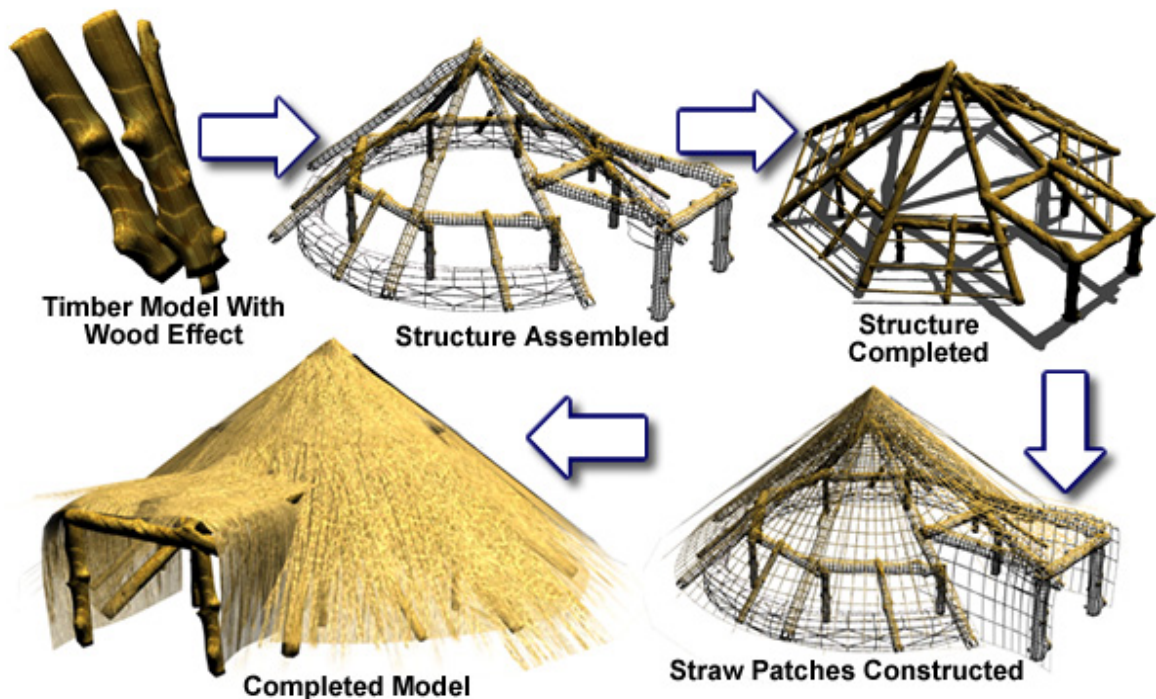 Timber Model With
Wood Effect
Structure Assembled
Structure
Completed
Straw Patches Constructed
Completed Model